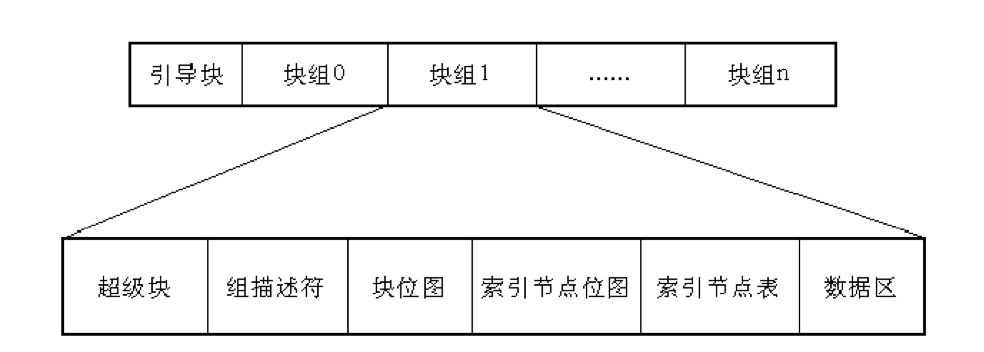 引导块 块组0 块组1 ...... 块组n
超级块 组描述符 块位图 索引节点位图 索引节点表 数据区